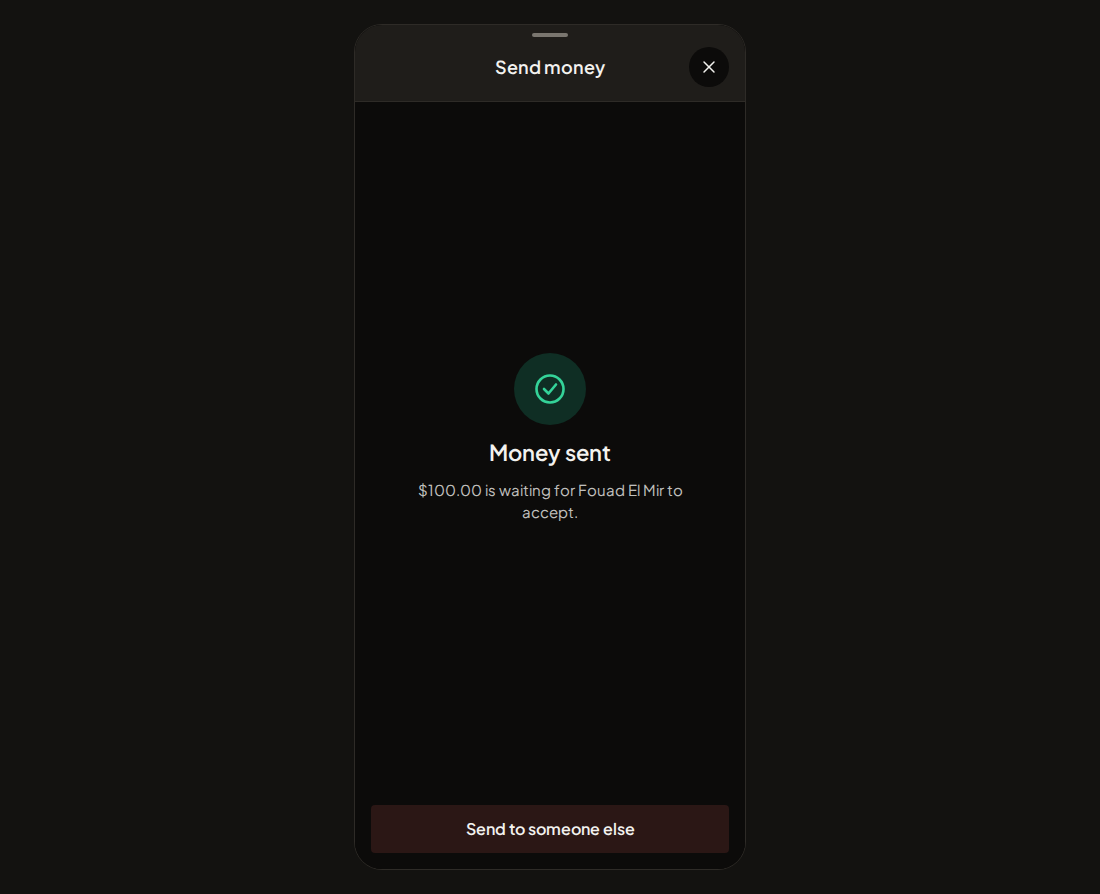 Send money
Money sent
$100.00 is waiting for Fouad El Mir to
accept.
Send to someone else